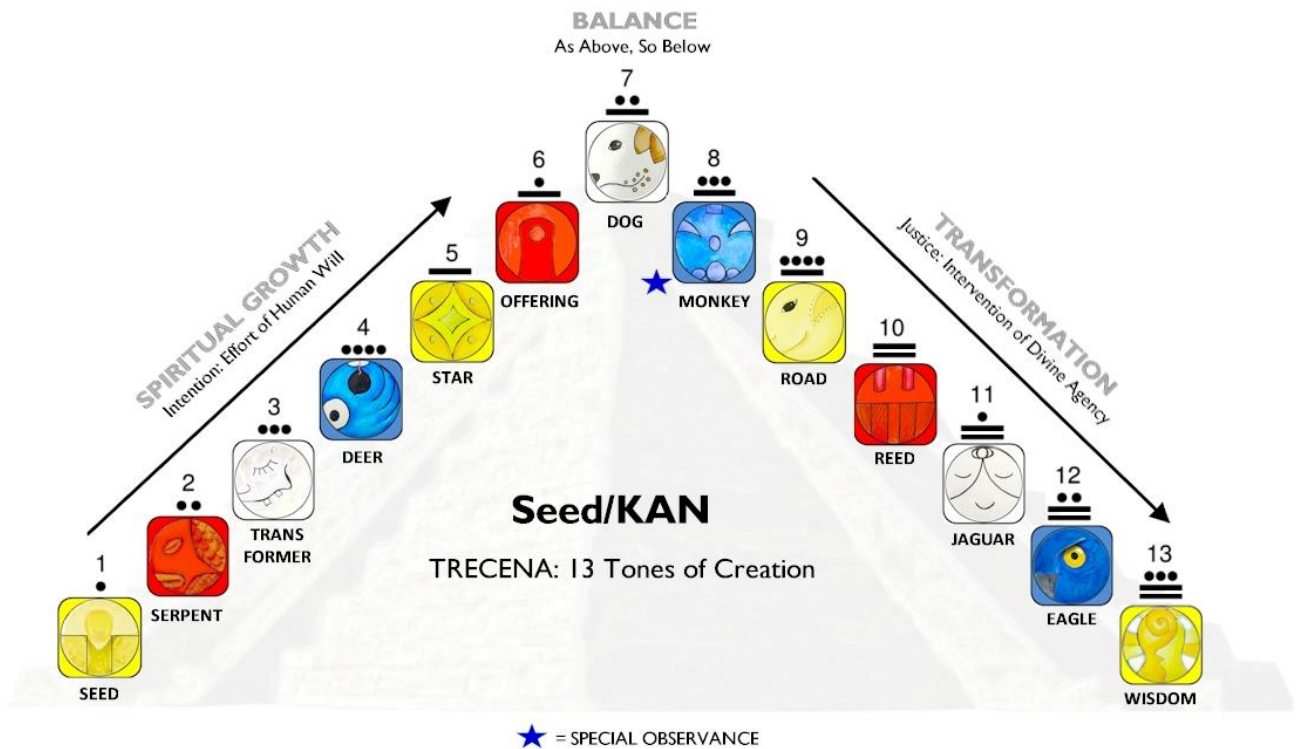 BALANCE
As Above, So Below
7
DOG
6
OFFERING
8
MONKEY
5
STAR
9
ROAD
4
DEER
10
REED
3
TRANS
FORMER
11
JAGUAR
2
SERPENT
12
EAGLE
1
SEED
13
WISDOM
SPIRITUAL GROWTH
Intention: Effort of Human Will
TRANSFORMATION
Justice: Intervention of Divine Agency
Seed/KAN
TRECENA: 13 Tones of Creation
= SPECIAL OBSERVANCE